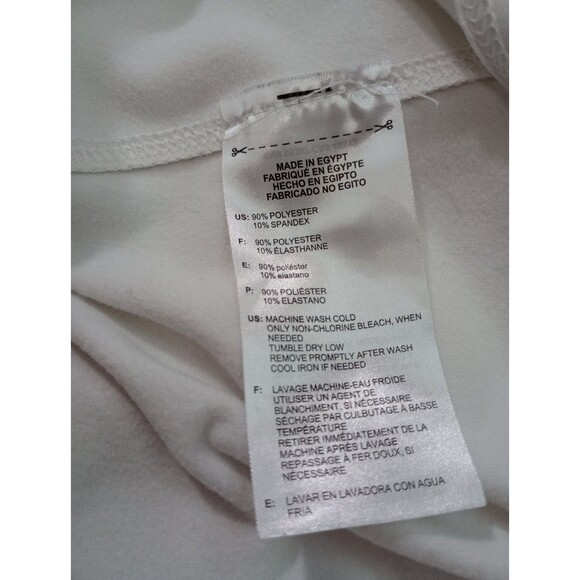 MADE IN EGYPT
FABRIQUÉ EN ÉGYPTE
HECHO EN EGIPTO
FABRICADO NO EGITO
US: 90% POLYESTER
10% SPANDEX
F: 90% POLYESTER
10% ÉLASTHANNE
E: 90% poliéster
10% elastano
P: 90% POLIÉSTER
10% ELASTANO
US: MACHINE WASH COLD
ONLY NON-CHLORINE BLEACH, WHEN
NEEDED
TUMBLE DRY LOW
REMOVE PROMPTLY AFTER WASH
COOL IRON IF NEEDED
F: LAVAGE MACHINE-EAU FROIDE
UTILISER UN AGENT DE
BLANCHIMENT, SI NÉCESSAIRE
SÉCHAGE PAR CULBUTAGE À BASSE
TEMPÉRATURE
RETIRER IMMÉDIATEMENT DE LA
MACHINE APRÈS LAVAGE
REPASSAGE À FER DOUX, SI
NÉCESSAIRE
E: LAVAR EN LAVADORA CON AGUA
FRIA